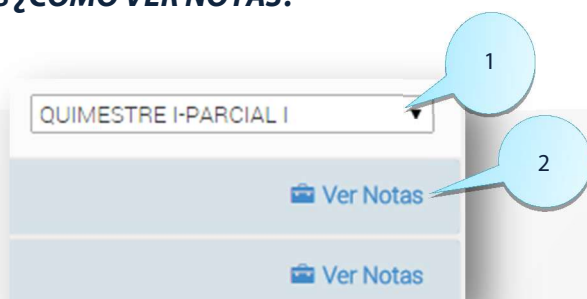 ¿CÓMO VER NOTAS?
1
QUIMESTRE I-PARCIAL I
2
Ver Notas
Ver Notas